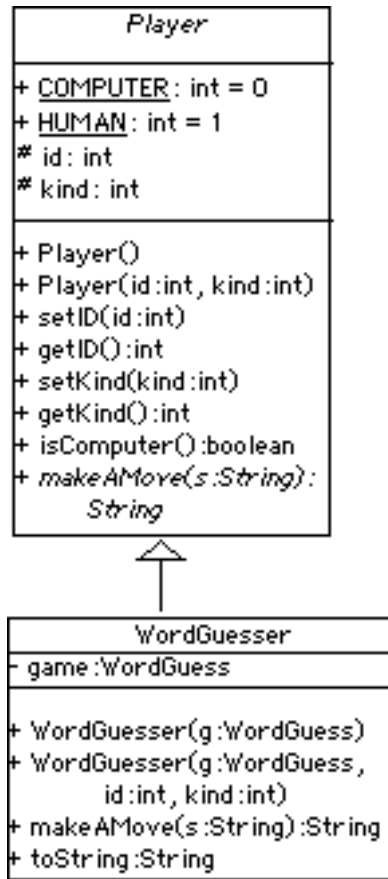 Player
+ COMPUTER: int = 0
+ HUMAN: int = 1
# id: int
# kind: int
+ Player()
+ Player(id:int, kind:int)
+ setID(id:int)
+ getID():int
+ setKind(kind:int)
+ getKind():int
+ isComputer():boolean
+ makeAMove(s:String):
String
WordGuesser
- game:WordGuess
+ WordGuesser(g:WordGuess)
+ WordGuesser(g:WordGuess,
id:int, kind:int)
+ makeAMove(s:String):String
+ toString:String